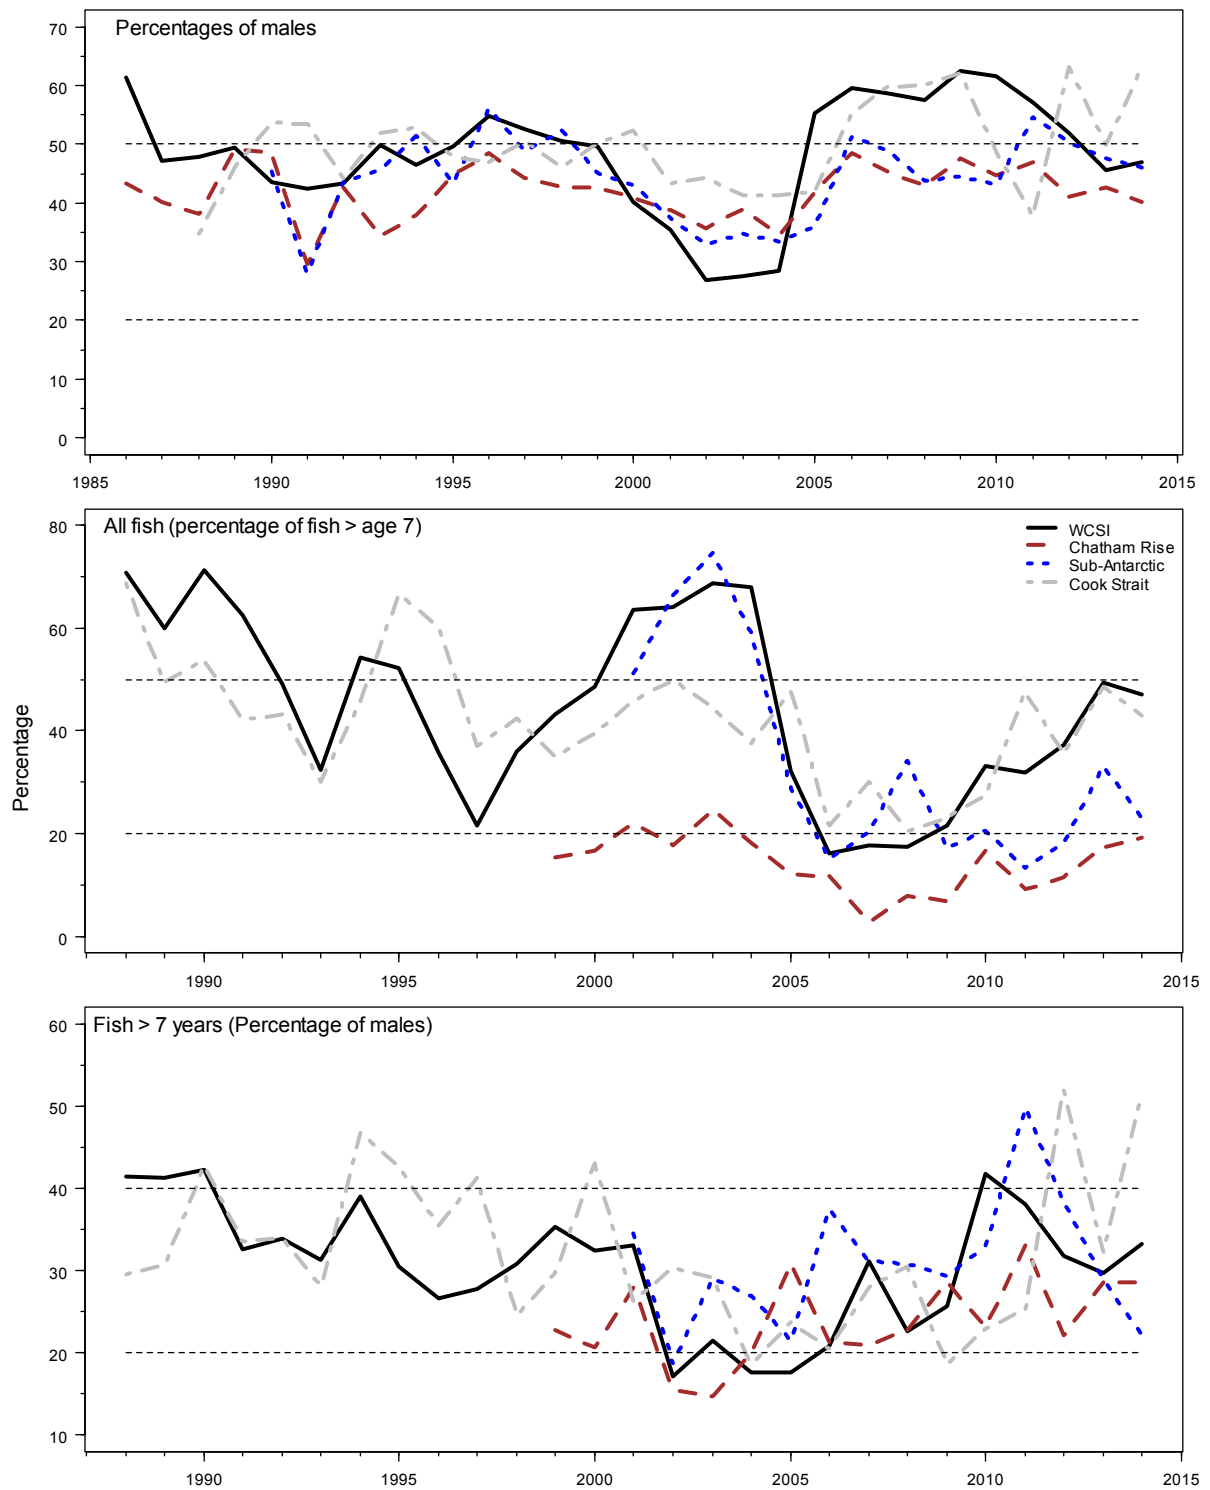 Percentages of males
70
60
50
40
30
20
10
0
1985 1990 1995 2000 2005 2010 2015
All fish (percentage of fish > age 7)
WCSI
Chatham Rise
Sub-Antarctic
Cook Strait
80
60
40
20
0
Percentage
1990 1995 2000 2005 2010 2015
Fish > 7 years (Percentage of males)
60
50
40
30
20
10
1990 1995 2000 2005 2010 2015